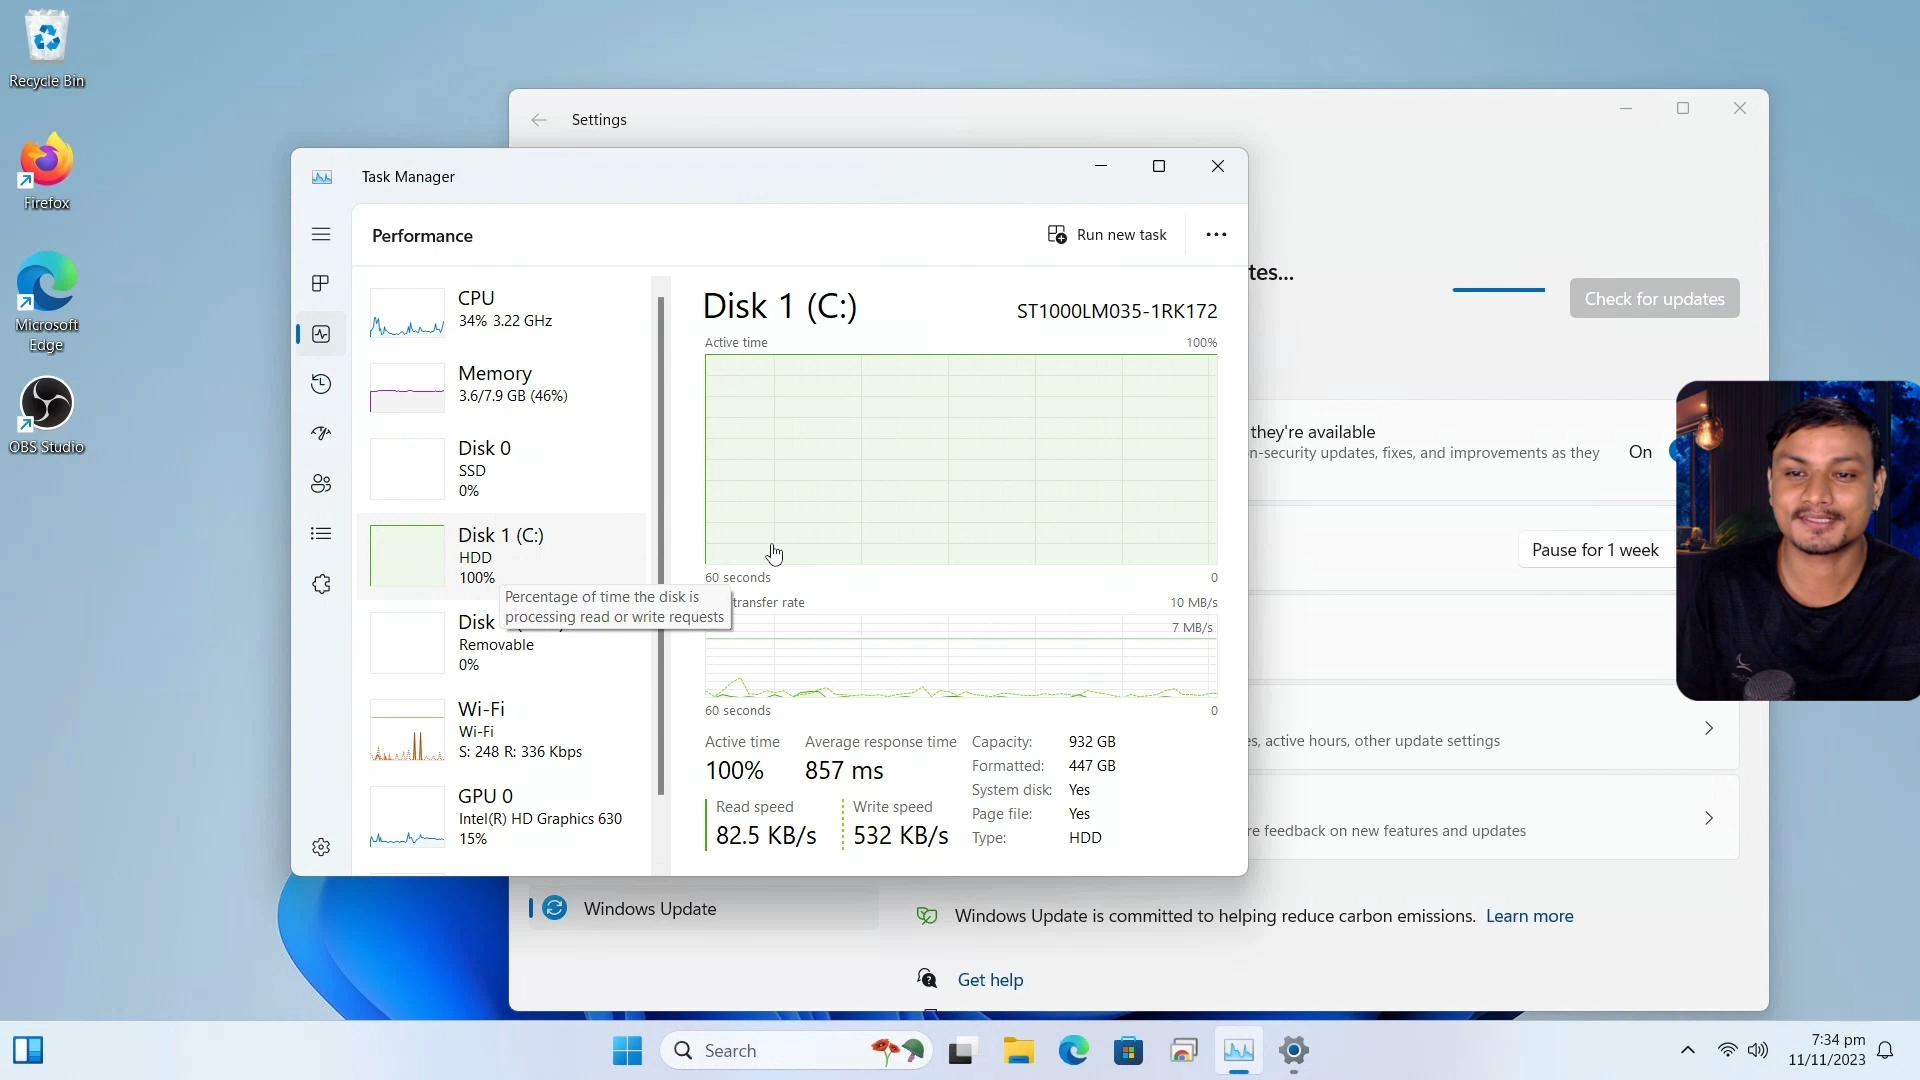 Recycle Bin
Firefox
Microsoft
Edge
OBS Studio
Settings
tes...
Check for updates
they're available
n-security updates, fixes, and improvements as they
On
Pause for 1 week
s, active hours, other update settings
re feedback on new features and updates
Windows Update
Windows Update is committed to helping reduce carbon emissions. Learn more
Get help
Task Manager
Performance
Run new task
CPU
34% 3.22 GHz
Memory
3.6/7.9 GB (46%)
Disk 0
SSD
0%
Disk 1 (C:)
HDD
100%
Disk
Removable
0%
Wi-Fi
Wi-Fi
S: 248 R: 336 Kbps
GPU 0
Intel(R) HD Graphics 630
15%
Percentage of time the disk is
processing read or write requests
Disk 1 (C:)
ST1000LM035-1RK172
Active time
100%
60 seconds
0
transfer rate
10 MB/s
7 MB/s
60 seconds
0
Active time
100%
Average response time
857 ms
Read speed
82.5 KB/s
Write speed
532 KB/s
Capacity: 932 GB
Formatted: 447 GB
System disk: Yes
Page file: Yes
Type: HDD
Search
7:34 pm
11/11/2023